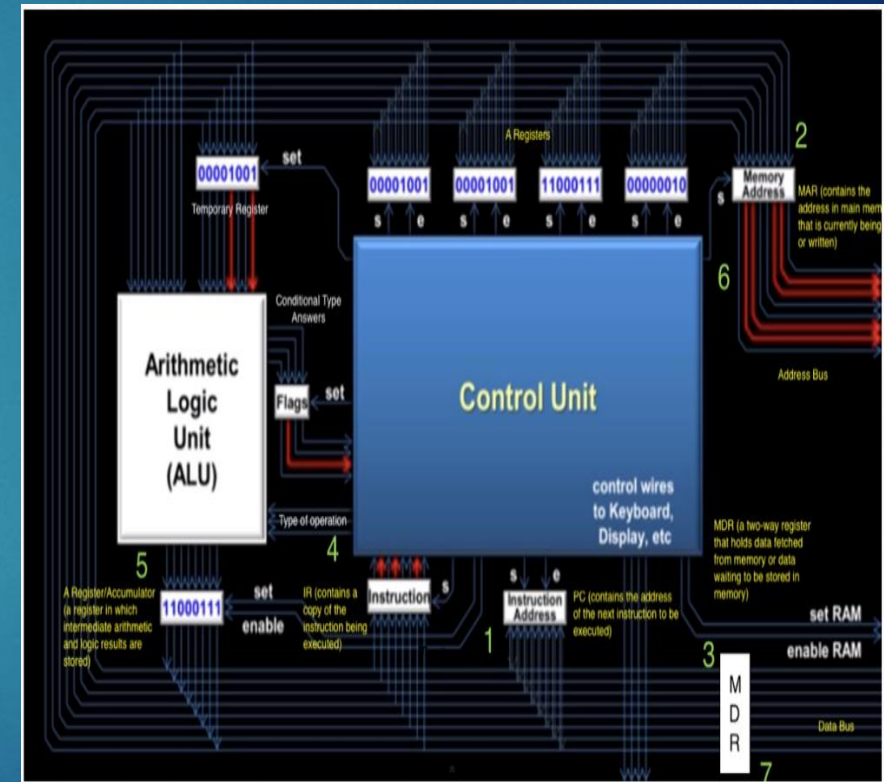 A Registers
2
00001001
set
00001001
00001001
11000111
00000010
Memory
Address
Temporary Register
s e s e s e s e
s
MAR (contains the
address in main mem
that is currently being
or written)
6
Conditional Type
Answers
Arithmetic
Logic
Unit
(ALU)
Flags
set
Control Unit
Address Bus
control wires
to Keyboard,
Display, etc
Type of operation
4
MDR (a two-way register
that holds data fetched
from memory or data
waiting to be stored in
memory)
5
A Register/Accumulator
(a register in which
intermediate arithmetic
and logic results are
stored)
11000111
set
enable
IR (contains a
copy of the
instruction being
executed)
Instruction
s
s e
Instruction
Address
PC (contains the address
of the next instruction to be
executed)
1
set RAM
enable RAM
3
M
D
R
Data Bus
7